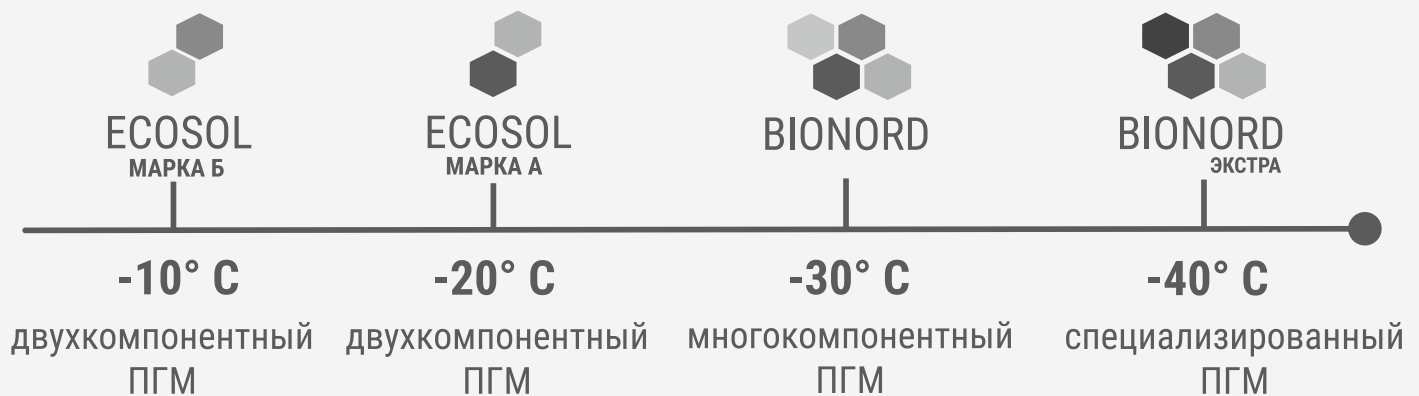 ECOSOL
МАРКА Б
ECOSOL
МАРКА А
BIONORD
BIONORD
ЭКСТРА
-10° C
-20° C
-30° C
-40° C
двухкомпонентный
ПГМ
двухкомпонентный
ПГМ
многокомпонентный
ПГМ
специализированный
ПГМ